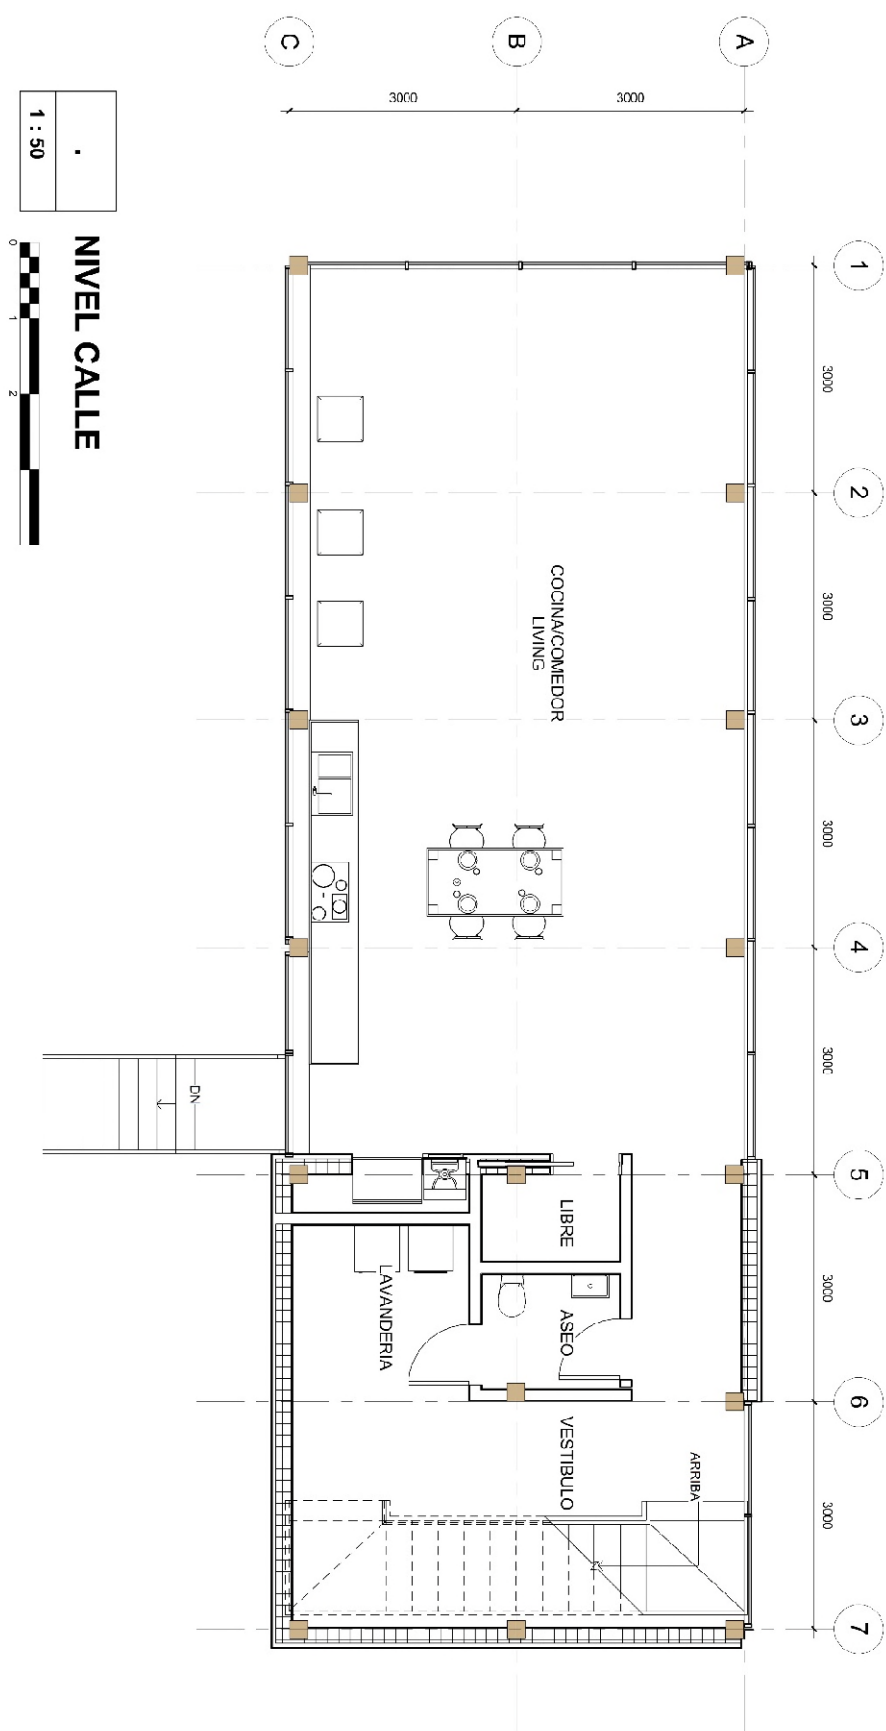 C
B
A
3000
3000
1 : 50
0
1
2
NIVEL CALLE
1
3000
2
3000
3
3000
4
3000
5
3000
6
3000
7
COCINA/COMEDOR
LIVING
DN
LIBRE
ASEO
LAVANDERIA
VESTIBULO
ARRIBA